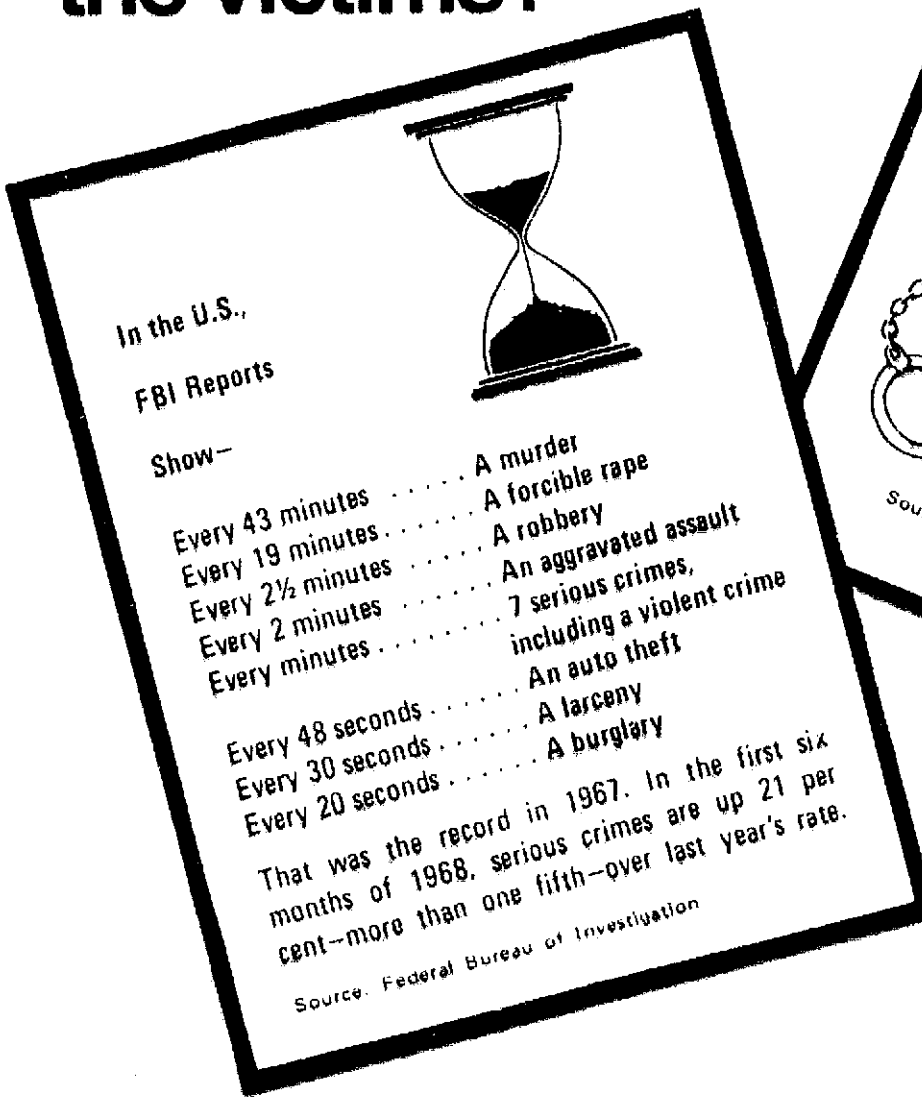 the victims?
In the U.S.,
FBI Reports
Show—
Every 43 minutes ..... A murder
Every 19 minutes...... A forcible rape
Every 2½ minutes ..... A robbery
Every 2 minutes ...... An aggravated assault
Every minutes........ 7 serious crimes,
including a violent crime
Every 48 seconds...... An auto theft
Every 30 seconds...... A larceny
Every 20 seconds...... A burglary
That was the record in 1967. In the first six
months of 1968, serious crimes are up 21 per
cent—more than one fifth—over last year's rate.
Source. Federal Bureau of Investigation
Sou